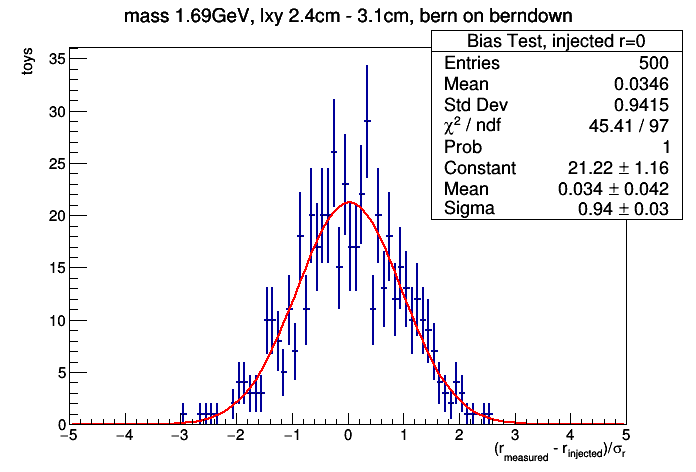 mass 1.69GeV, lxy 2.4cm - 3.1cm, bern on berndown
Bias Test, injected r=0
Entries 500
Mean 0.0346
Std Dev 0.9415
χ² / ndf 45.41 / 97
Prob 1
Constant 21.22 ± 1.16
Mean 0.034 ± 0.042
Sigma 0.94 ± 0.03
toys
35
30
25
20
15
10
5
0
−5 −4 −3 −2 −1 0 1 2 3 4 5
(r_measured - r_injected)/σ_r